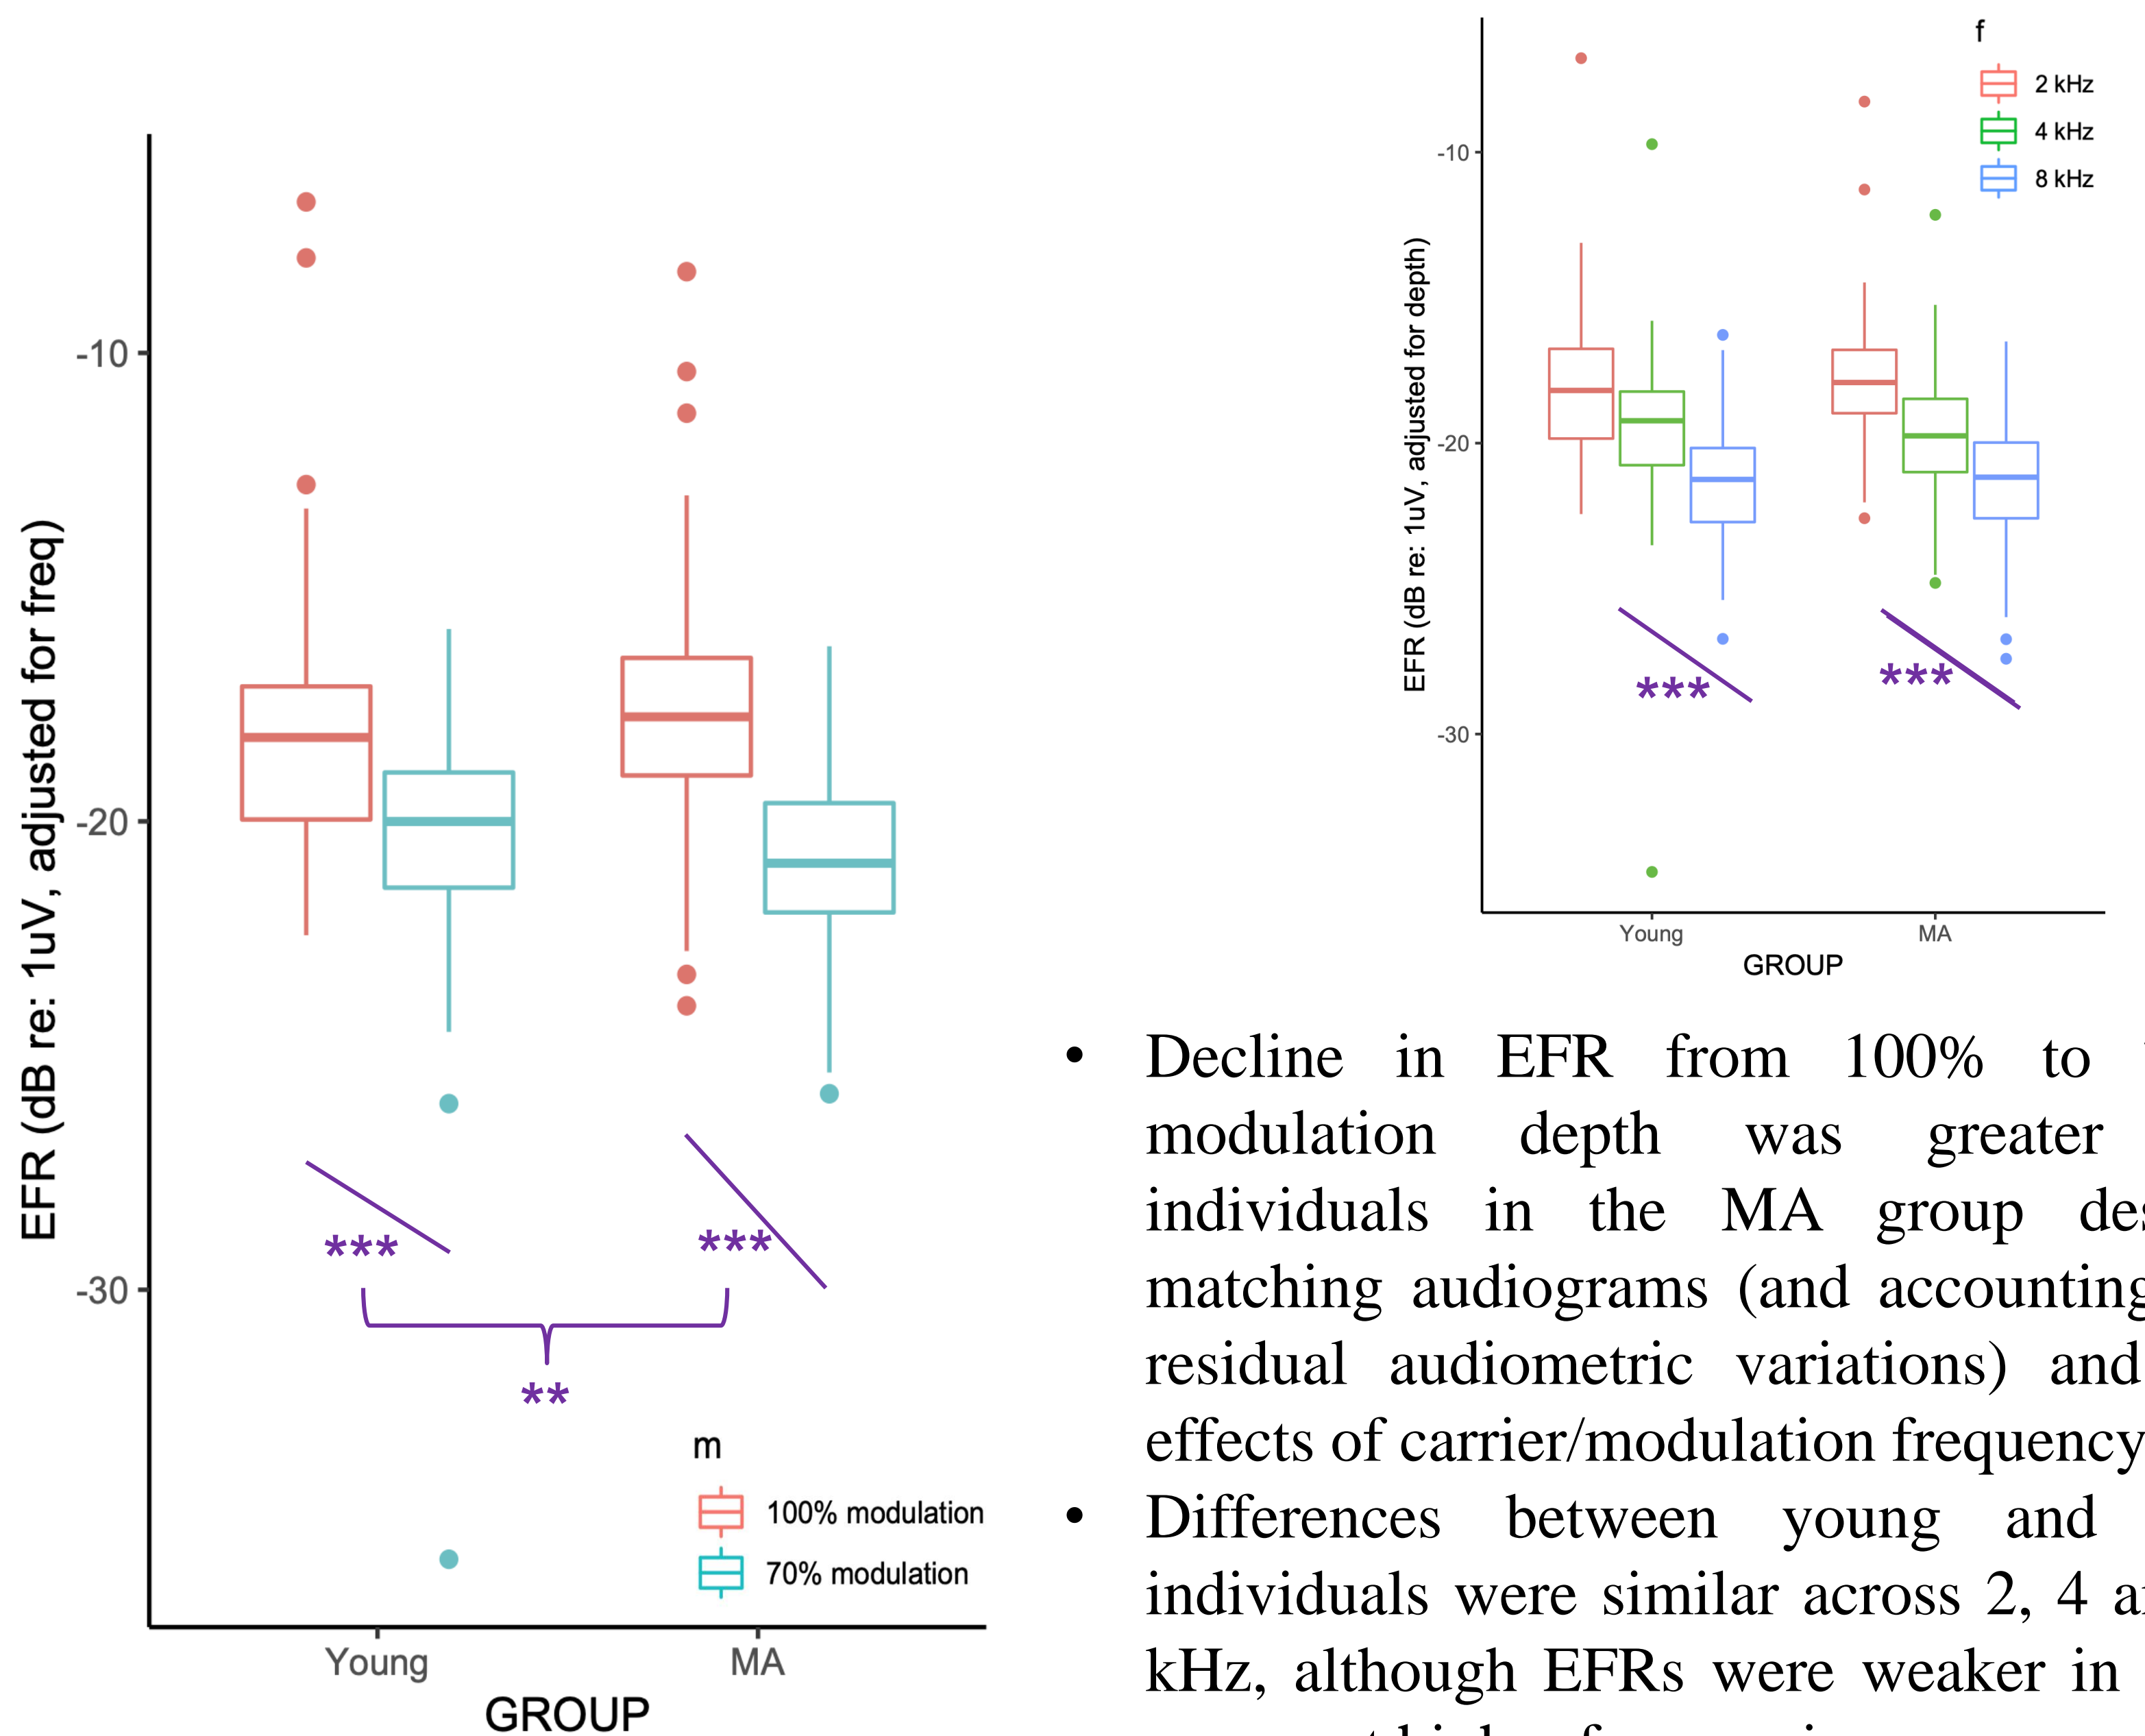 EFR (dB re: 1uV, adjusted for freq)
-10
-20
-30
***
***
**
m
100% modulation
70% modulation
Young
MA
GROUP
EFR (dB re: 1uV, adjusted for depth)
-10
-20
-30
f
2 kHz
4 kHz
8 kHz
***
***
Young
MA
GROUP
• Decline in EFR from 100% to
modulation depth was greater
individuals in the MA group
matching audiograms (and accounting
residual audiometric variations) and
effects of carrier/modulation frequency
• Differences between young and
individuals were similar across 2, 4
kHz, although EFRs were weaker in